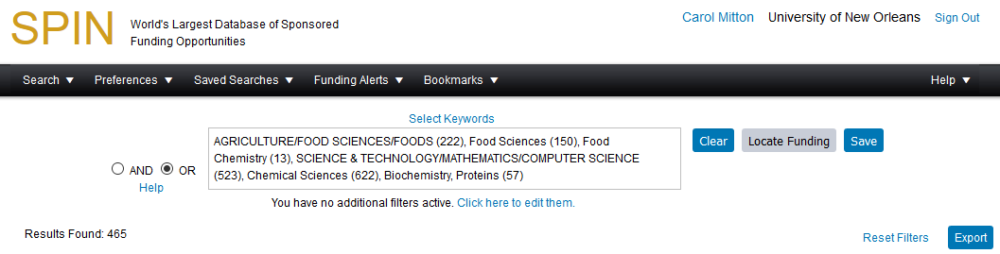 SPIN
World's Largest Database of Sponsored
Funding Opportunities
Carol Mitton University of New Orleans Sign Out
Search Preferences Saved Searches Funding Alerts Bookmarks Help
Select Keywords
AGRICULTURE/FOOD SCIENCES/FOODS (222), Food Sciences (150), Food
Chemistry (13), SCIENCE & TECHNOLOGY/MATHEMATICS/COMPUTER SCIENCE
(523), Chemical Sciences (622), Biochemistry, Proteins (57)
Clear Locate Funding Save
AND OR
Help
You have no additional filters active. Click here to edit them.
Results Found: 465
Reset Filters Export